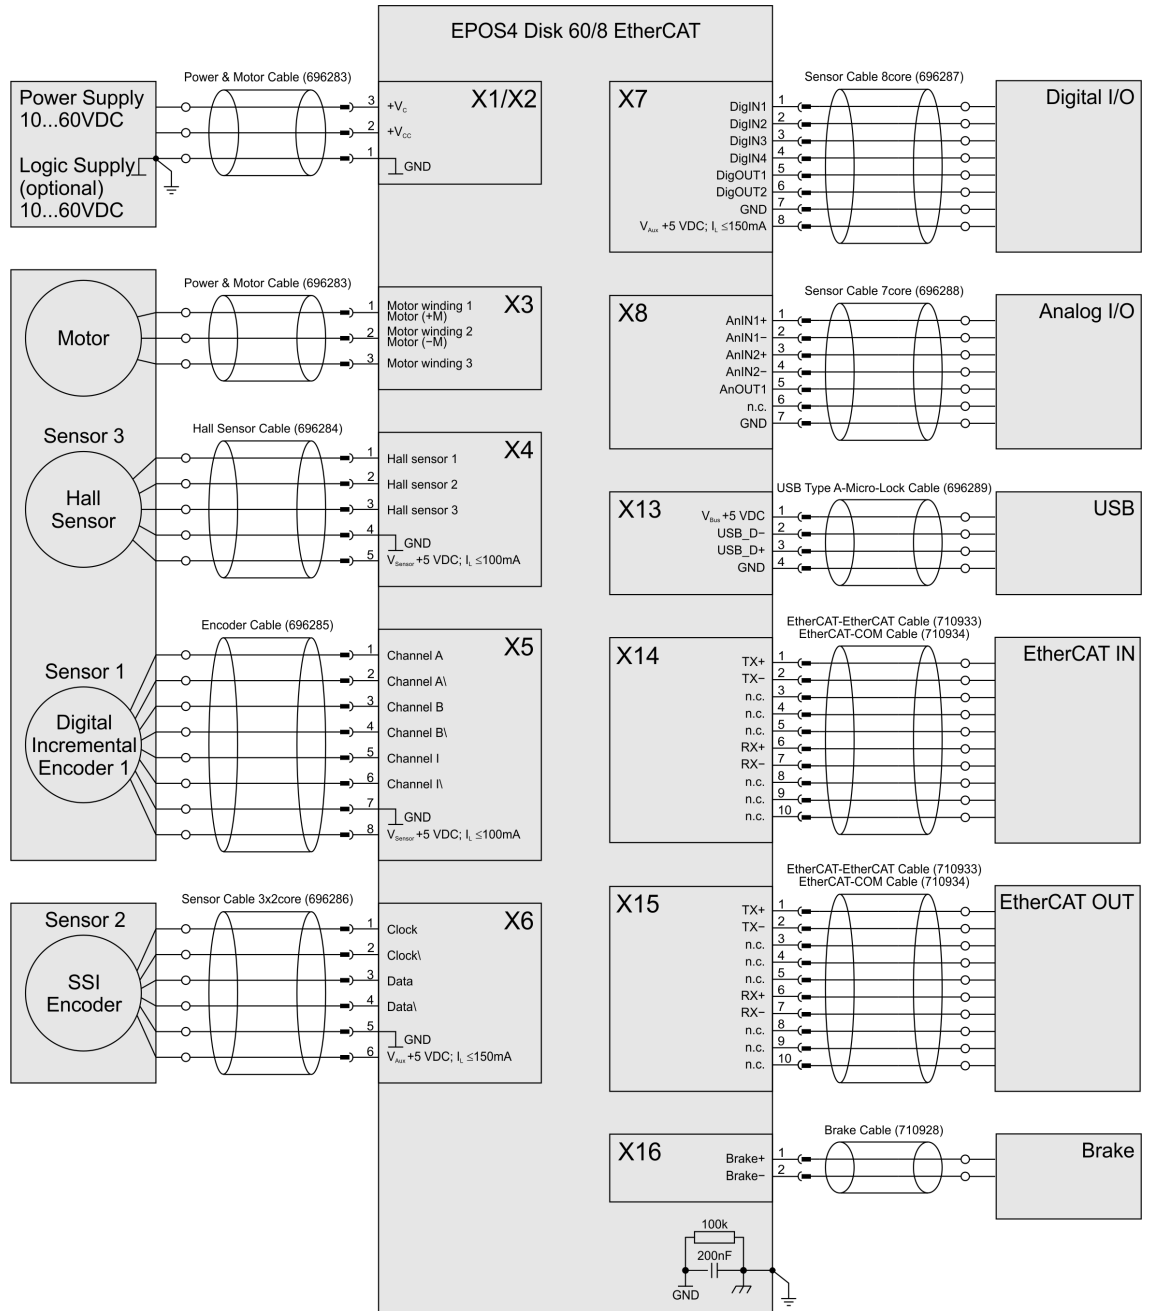 EPOS4 Disk 60/8 EtherCAT
Power & Motor Cable (696283)
Power Supply
10...60VDC
Logic Supply
(optional)
10...60VDC
3
2
1
+Vc
+Vcc
GND
X1/X2
Power & Motor Cable (696283)
Motor
1
2
3
Motor winding 1
Motor (+M)
Motor winding 2
Motor (−M)
Motor winding 3
X3
Sensor 3
Hall Sensor Cable (696284)
Hall
Sensor
1
2
3
4
5
Hall sensor 1
Hall sensor 2
Hall sensor 3
GND
VSensor +5 VDC; IL ≤100mA
X4
Encoder Cable (696285)
Sensor 1
Digital
Incremental
Encoder 1
1
2
3
4
5
6
7
8
Channel A
Channel A\
Channel B
Channel B\
Channel I
Channel I\
GND
VSensor +5 VDC; IL ≤100mA
X5
Sensor Cable 3x2core (696286)
Sensor 2
SSI
Encoder
1
2
3
4
5
6
Clock
Clock\
Data
Data\
GND
VAux +5 VDC; IL ≤150mA
X6
Sensor Cable 8core (696287)
X7
DigIN1 1
DigIN2 2
DigIN3 3
DigIN4 4
DigOUT1 5
DigOUT2 6
GND 7
VAux +5 VDC; IL ≤150mA 8
Digital I/O
Sensor Cable 7core (696288)
X8
AnIN1+ 1
AnIN1− 2
AnIN2+ 3
AnIN2− 4
AnOUT1 5
n.c. 6
GND 7
Analog I/O
USB Type A-Micro-Lock Cable (696289)
X13
VBus +5 VDC 1
USB_D− 2
USB_D+ 3
GND 4
USB
EtherCAT-EtherCAT Cable (710933)
EtherCAT-COM Cable (710934)
X14
TX+ 1
TX− 2
n.c. 3
n.c. 4
n.c. 5
RX+ 6
RX− 7
n.c. 8
n.c. 9
n.c. 10
EtherCAT IN
EtherCAT-EtherCAT Cable (710933)
EtherCAT-COM Cable (710934)
X15
TX+ 1
TX− 2
n.c. 3
n.c. 4
n.c. 5
RX+ 6
RX− 7
n.c. 8
n.c. 9
n.c. 10
EtherCAT OUT
Brake Cable (710928)
X16
Brake+ 1
Brake− 2
Brake
100k
200nF
GND